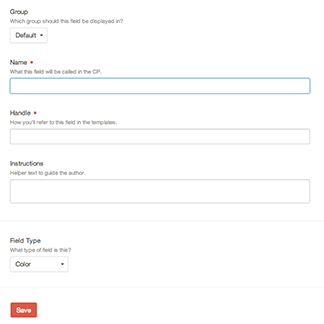 Group
Which group should this field be displayed in?
Default
Name
What this field will be called in the CP.
Handle
How you'll refer to this field in the templates.
Instructions
Helper text to guide the author.
Field Type
What type of field is this?
Color
Save